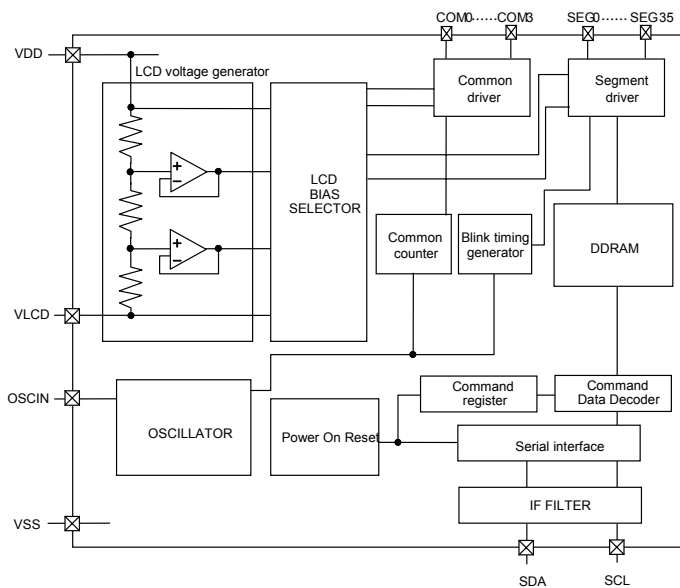 COM0······COM3
SEG0······SEG35
VDD
LCD voltage generator
Common
driver
Segment
driver
+
−
LCD
BIAS
SELECTOR
+
−
Common
counter
Blink timing
generator
DDRAM
VLCD
OSCIN
OSCILLATOR
Power On Reset
Command
register
Command
Data Decoder
Serial interface
IF FILTER
VSS
SDA
SCL